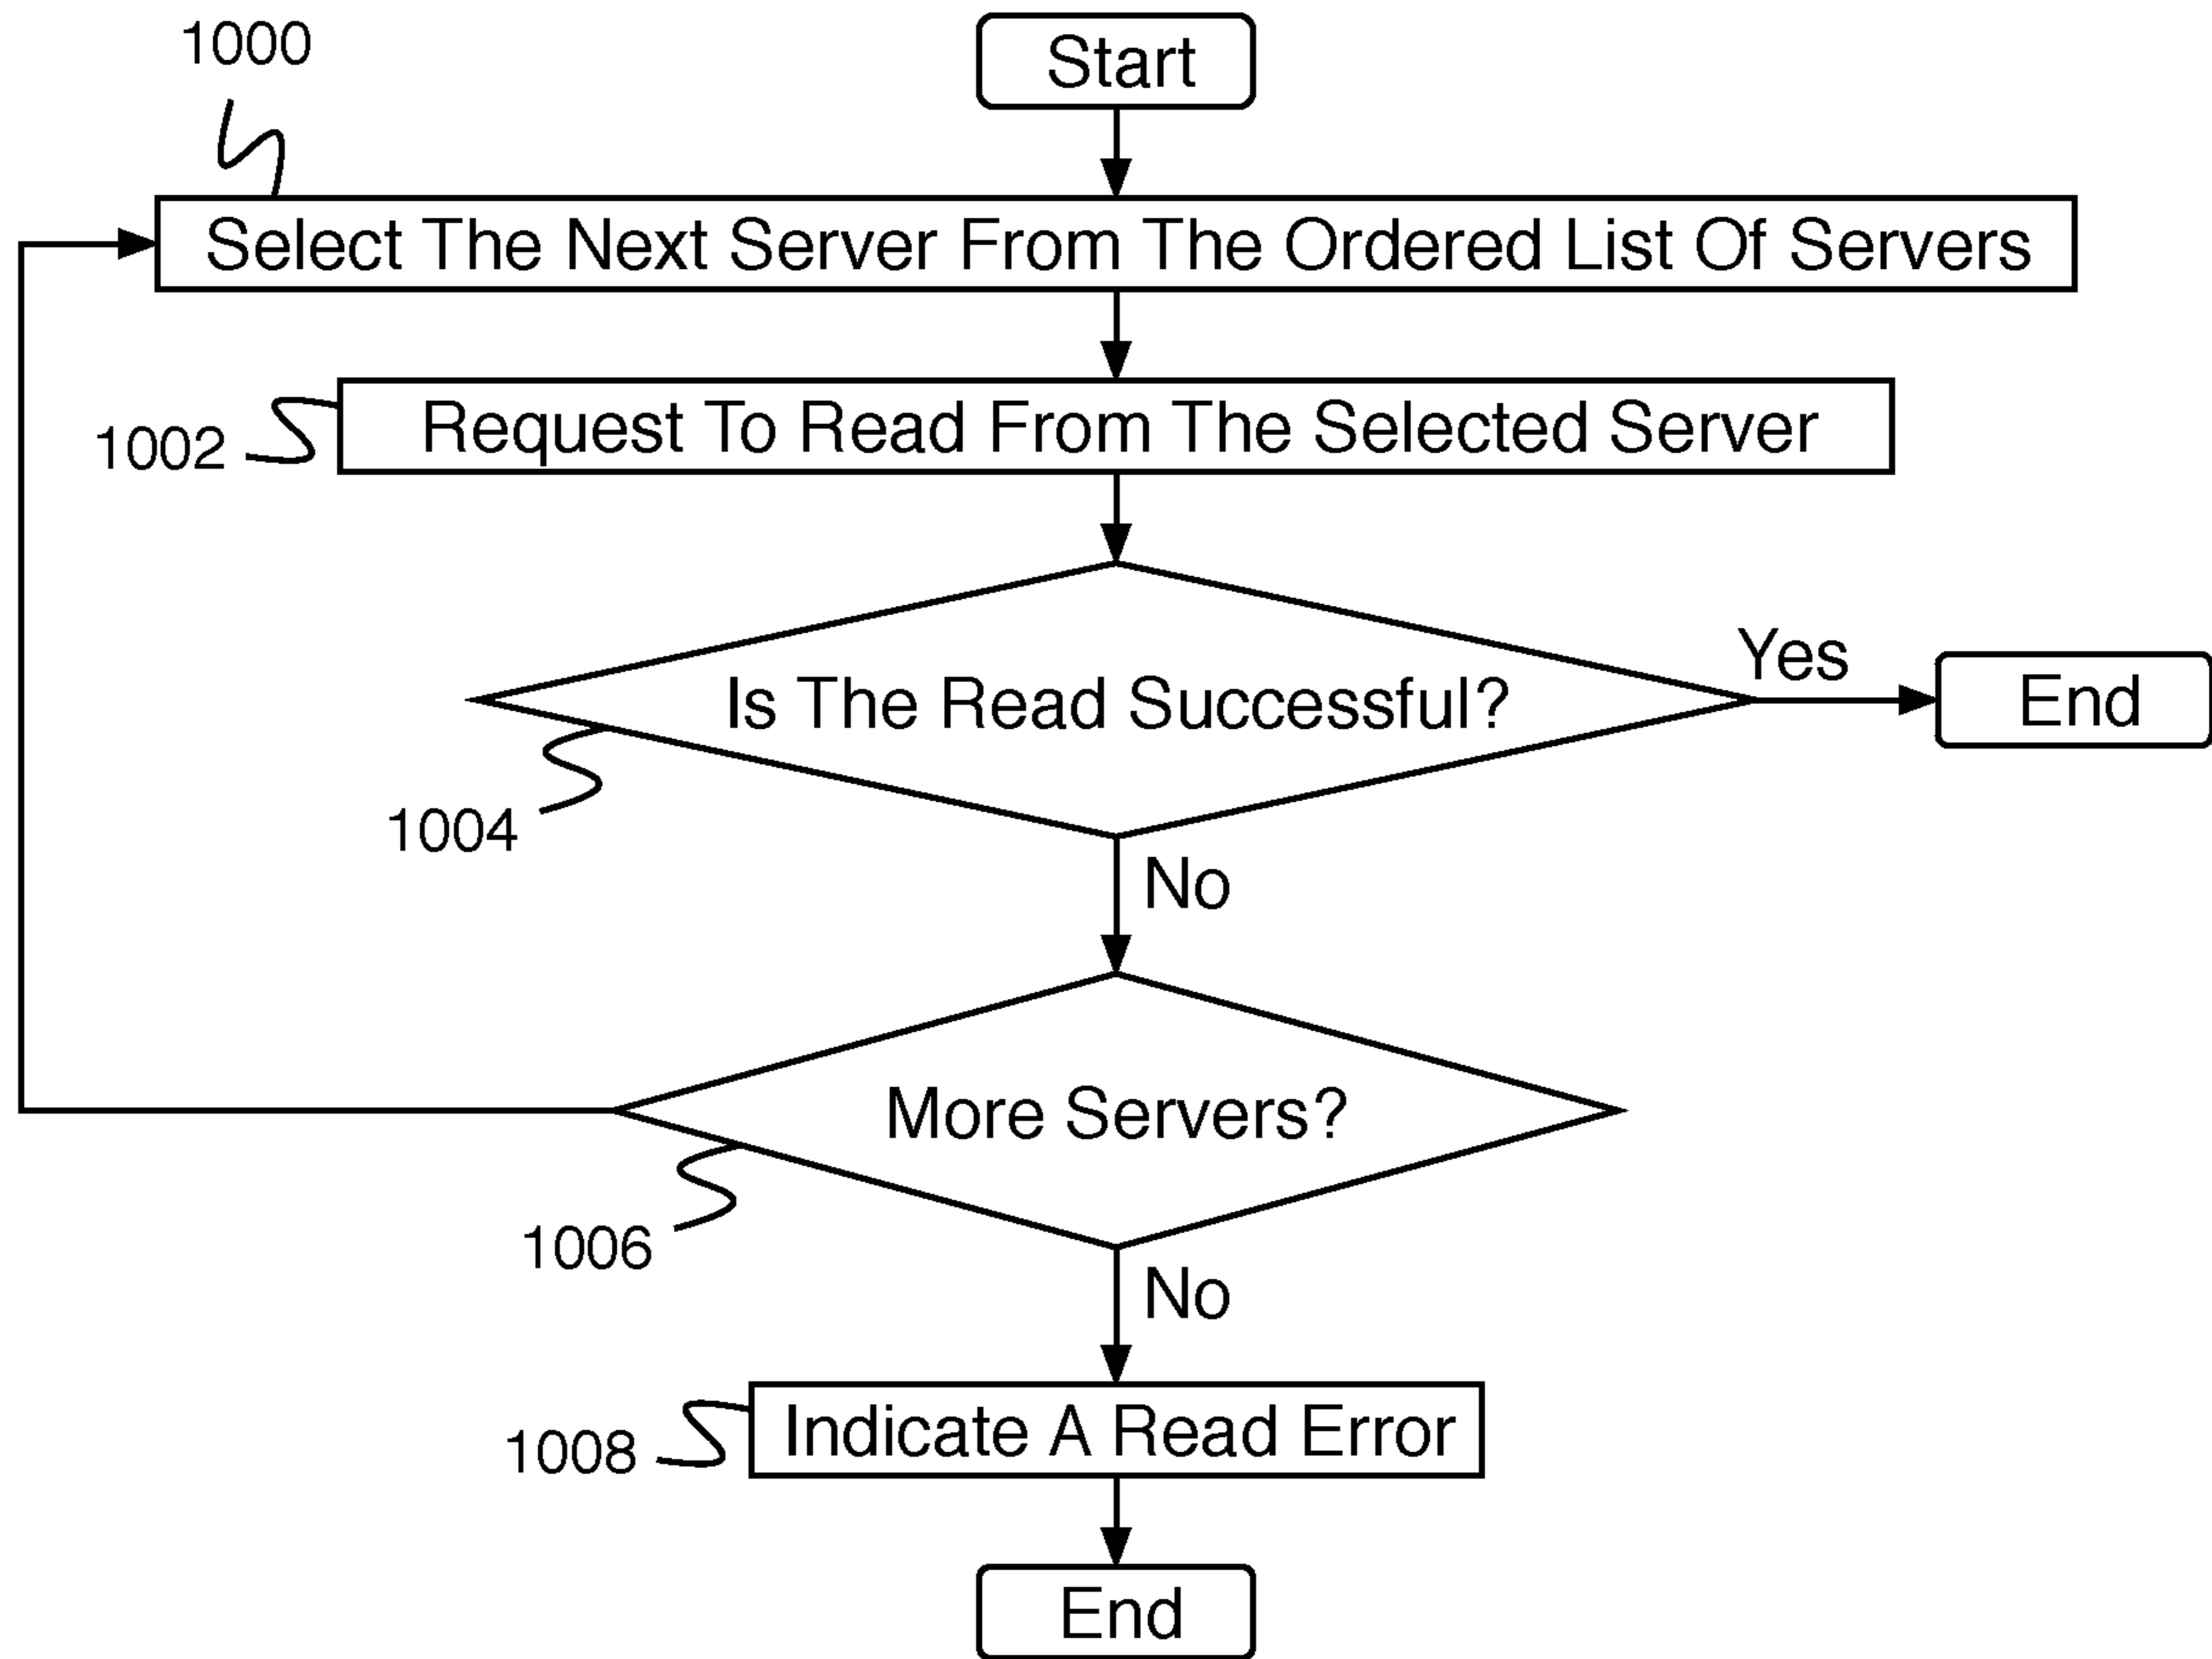 1000
Start
Select The Next Server From The Ordered List Of Servers
Request To Read From The Selected Server
1002
Is The Read Successful?
Yes
End
1004
No
More Servers?
1006
No
Indicate A Read Error
1008
End